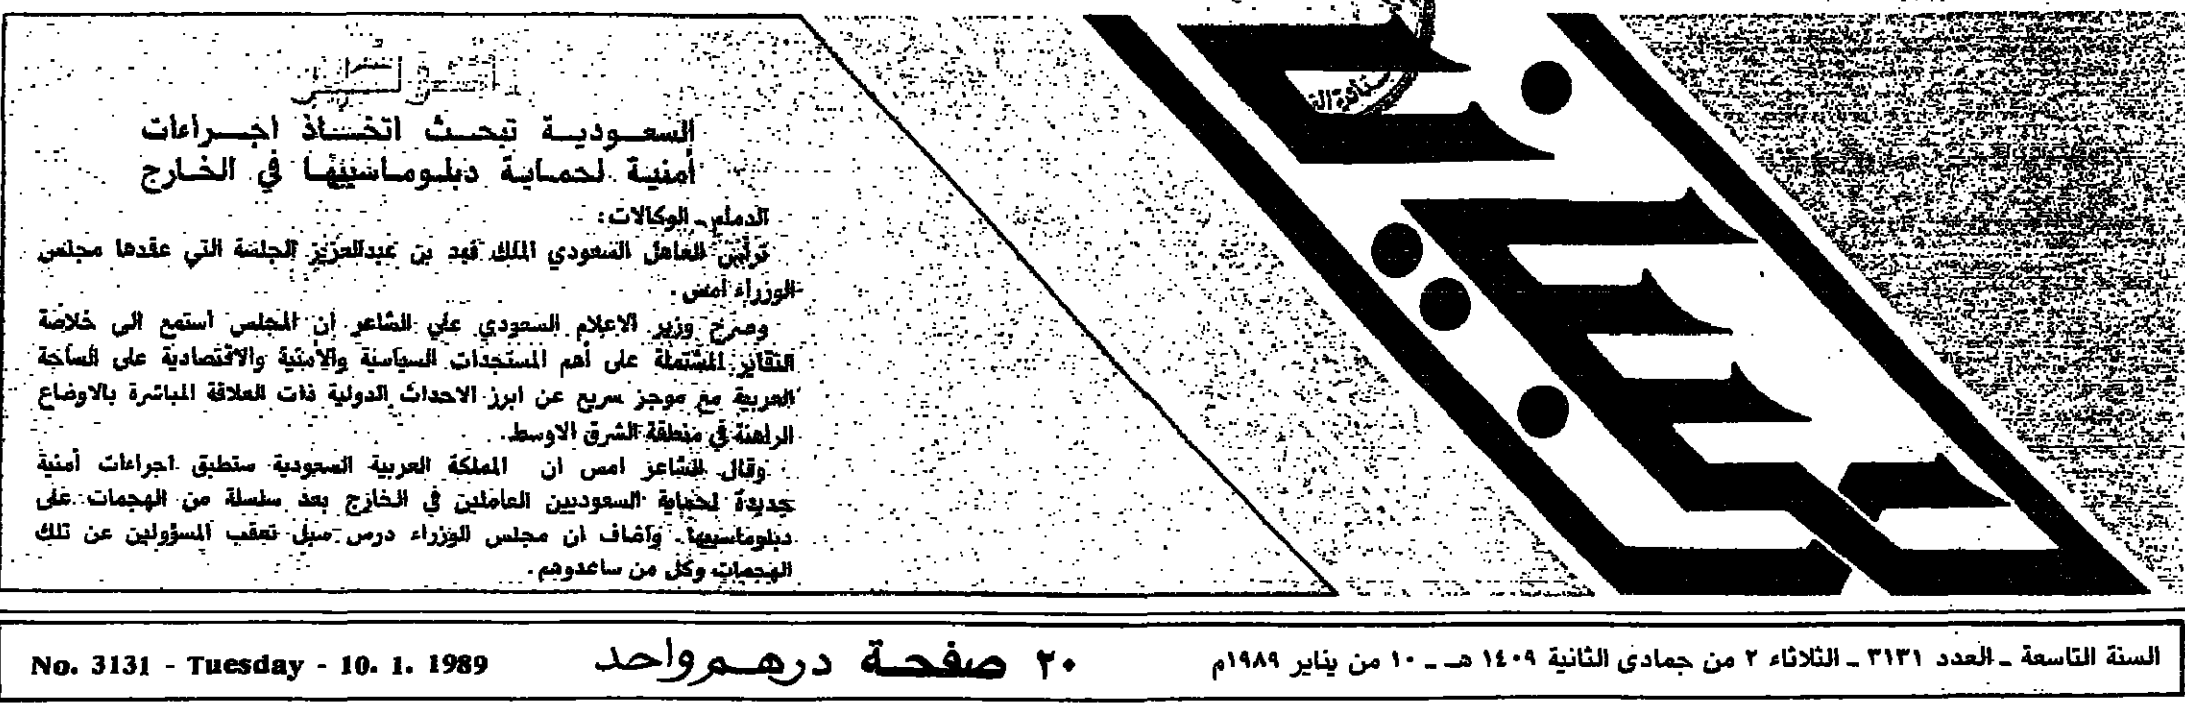 البيان
السعودية تبحث اتخاذ اجراءات
أمنية لحماية دبلوماسييها في الخارج
الوكالات:
ترأس العاهل السعودي الملك فهد بن عبدالعزيز الجلسة التي عقدها مجلس
الوزراء أمس.
وصرح وزير الاعلام السعودي علي الشاعر أن المجلس استمع الى خلاصة
التقارير المشتملة على أهم المستجدات السياسية والأمنية والاقتصادية على الساحة
العربية مع موجز سريع عن ابرز الاحداث الدولية ذات العلاقة المباشرة بالاوضاع
الراهنة في منطقة الشرق الاوسط.
وقال الشاعر امس ان المملكة العربية السعودية ستطبق اجراءات أمنية
جديدة لحماية السعوديين العاملين في الخارج بعد سلسلة من الهجمات على
دبلوماسييها. وأضاف ان مجلس الوزراء درس سبل تعقب المسؤولين عن تلك
الهجمات وكل من ساعدوهم.
السنة التاسعة ـ العدد ٣١٣١ ـ الثلاثاء ٢ من جمادى الثانية ١٤٠٩ هـ ـ ١٠ من يناير ١٩٨٩م
٢٠ صفحة درهم واحد
No. 3131 - Tuesday - 10. 1. 1989